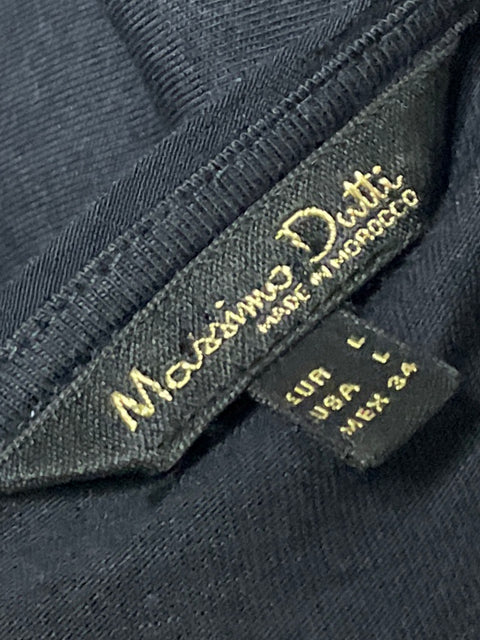 Massimo Dutti
MADE IN MOROCCO
EUR L
USA L
MEX 34